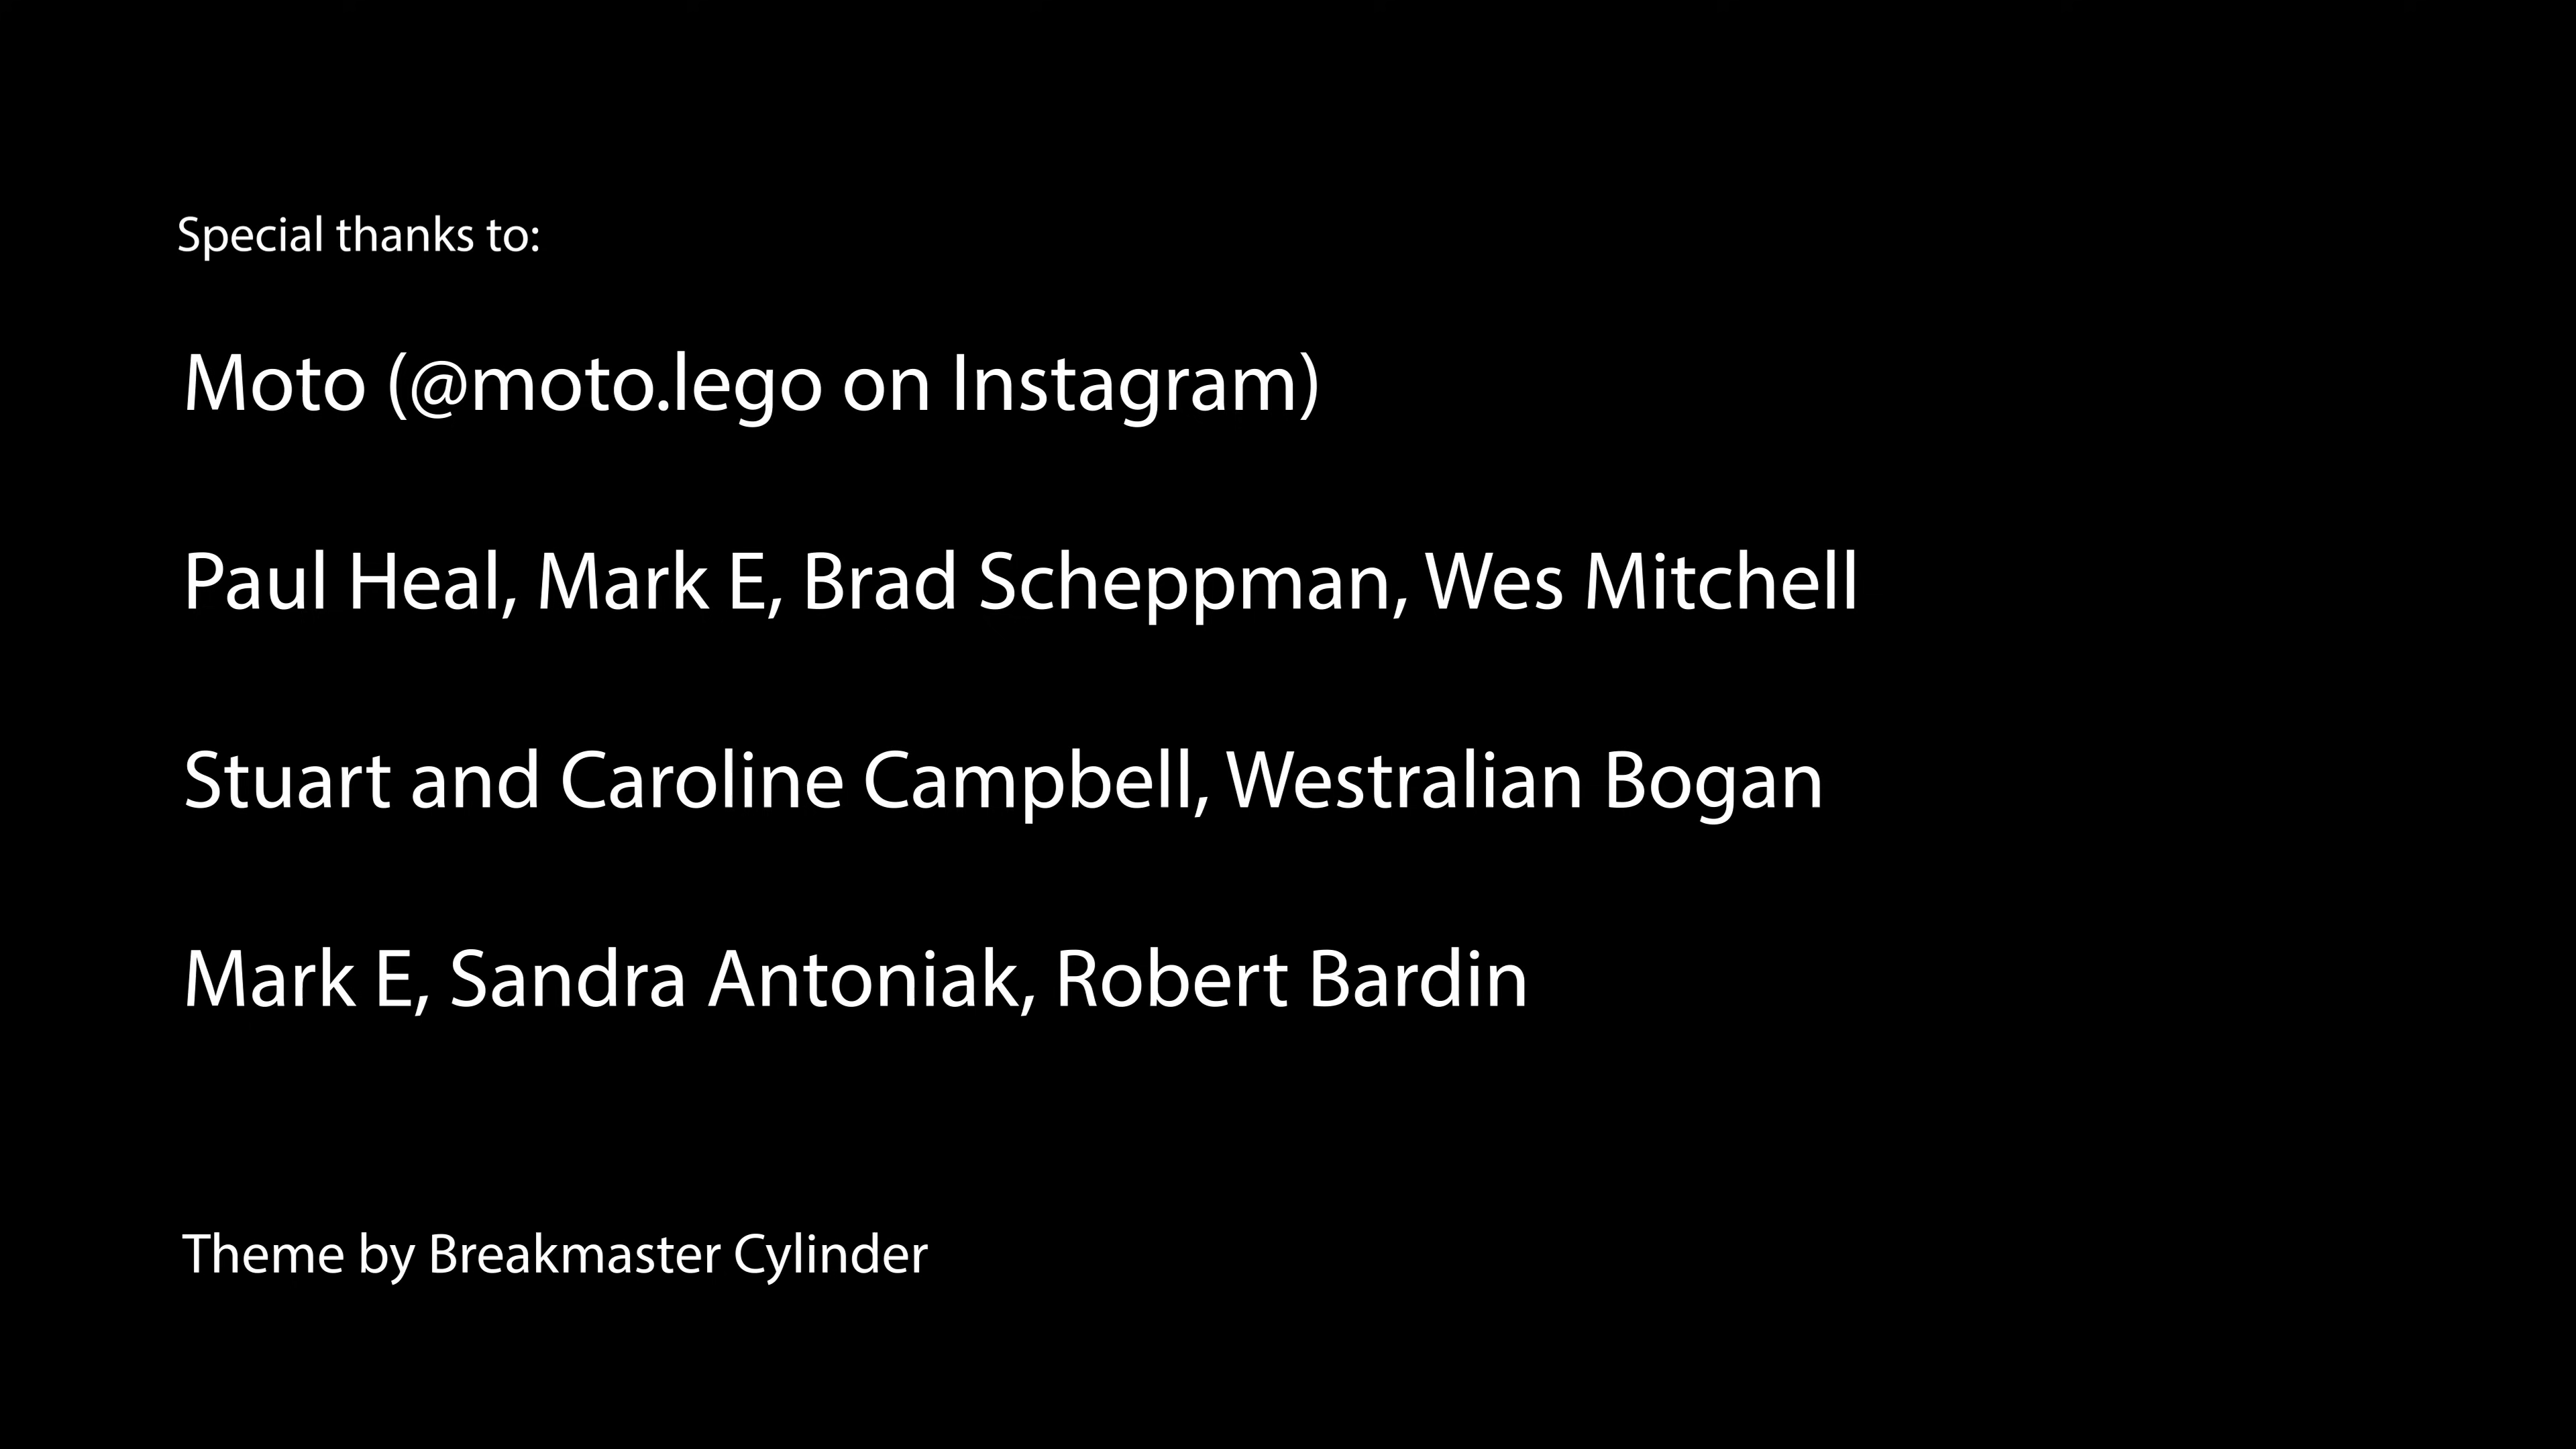 Special thanks to:
Moto (@moto.lego on Instagram)
Paul Heal, Mark E, Brad Scheppman, Wes Mitchell
Stuart and Caroline Campbell, Westralian Bogan
Mark E, Sandra Antoniak, Robert Bardin
Theme by Breakmaster Cylinder